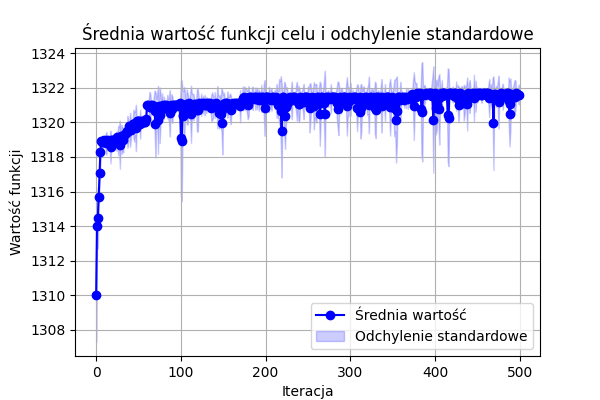 Średnia wartość funkcji celu i odchylenie standardowe
1324
1322
1320
1318
1316
1314
1312
1310
1308
Wartość funkcji
0 100 200 300 400 500
Iteracja
Średnia wartość
Odchylenie standardowe